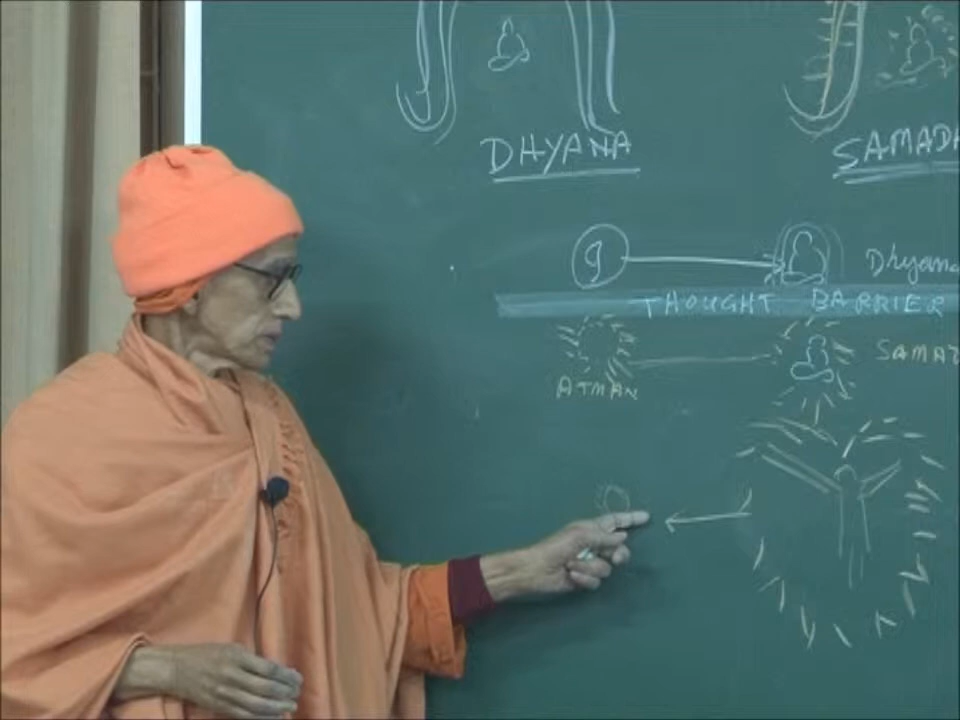 DHYANA
SAMADH
I
Dhyana
THOUGHT BARRIER
ATMAN
SAMA